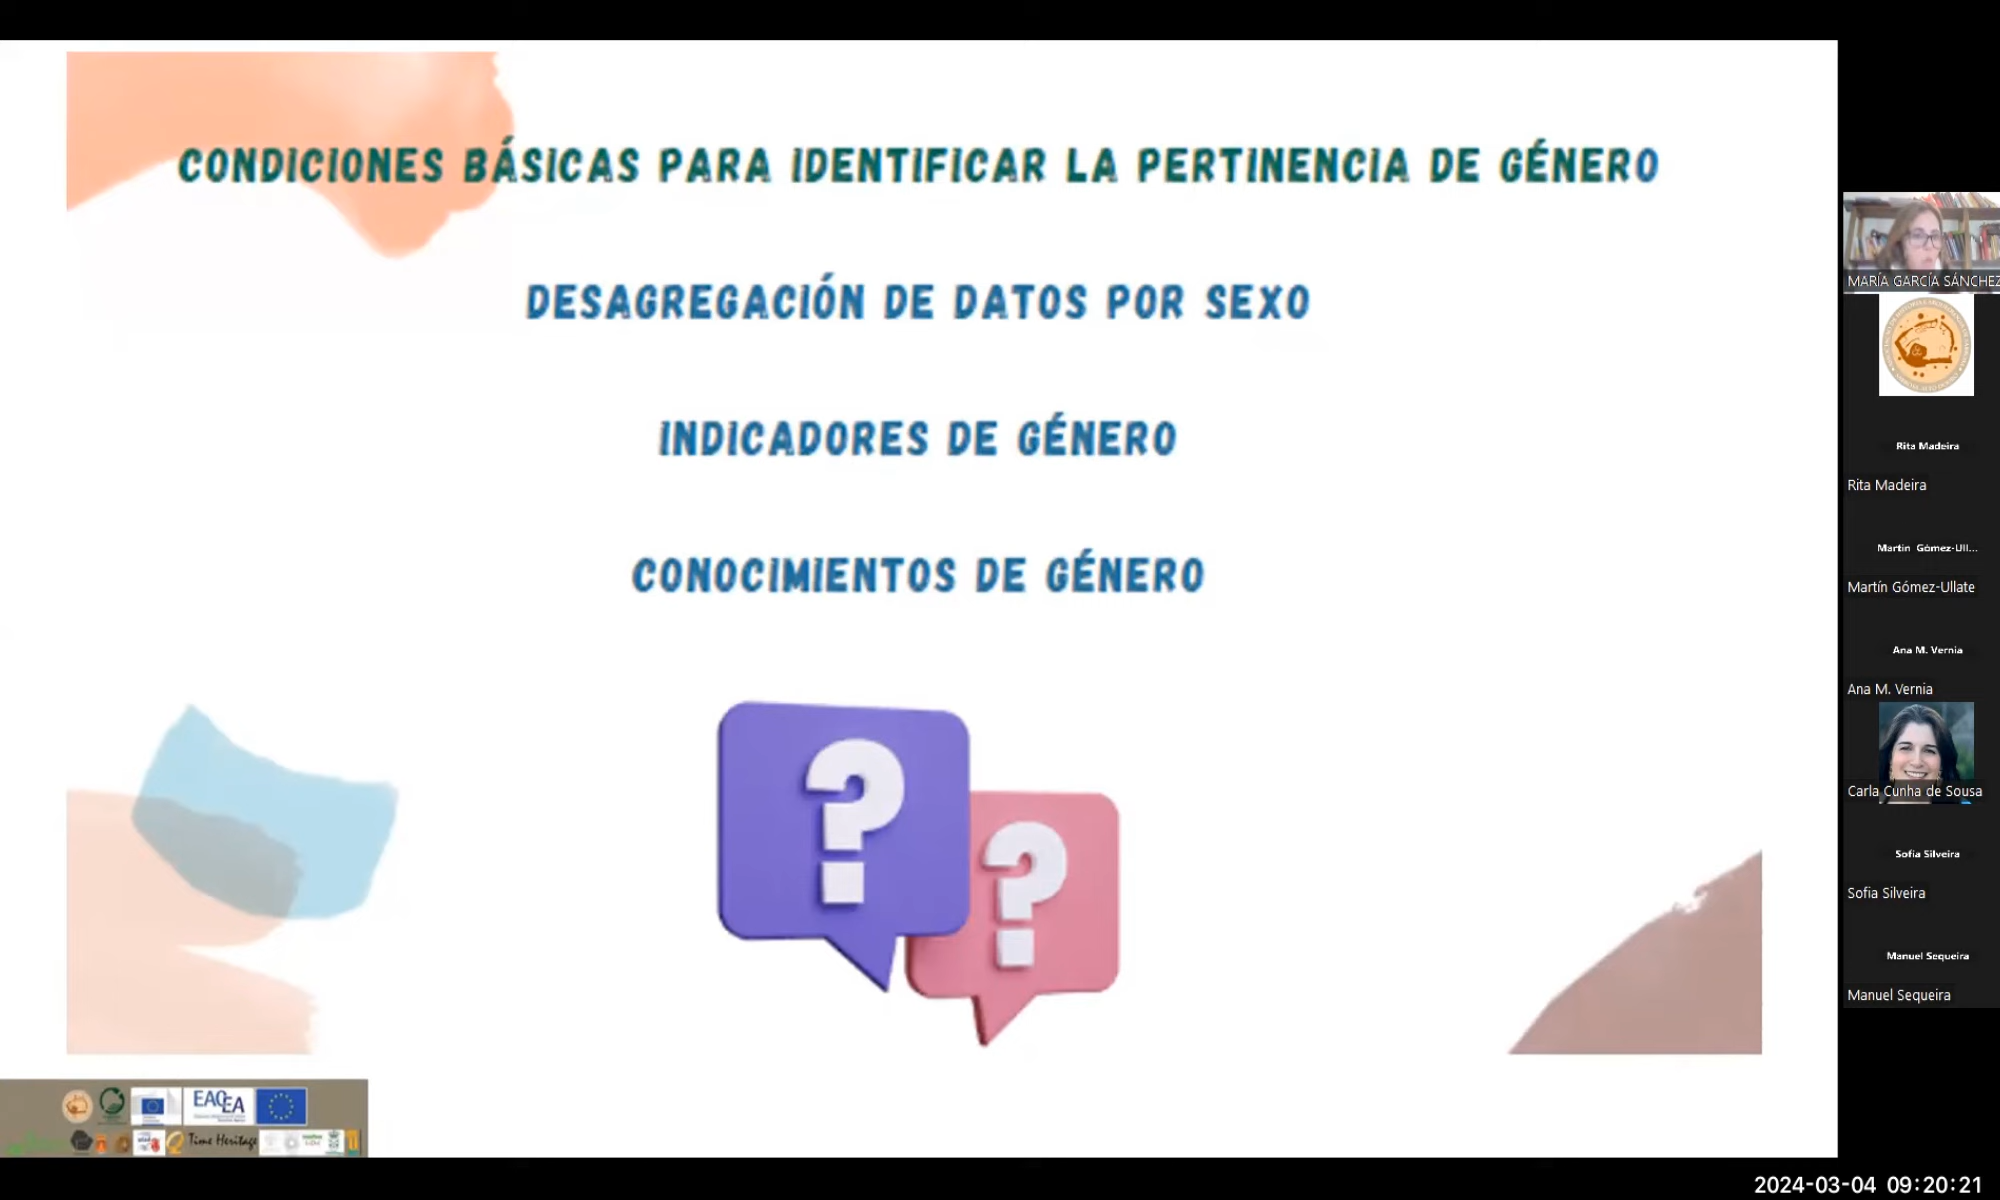 CONDICIONES BÁSICAS PARA IDENTIFICAR LA PERTINENCIA DE GÉNERO
DESAGREGACIÓN DE DATOS POR SEXO
INDICADORES DE GÉNERO
CONOCIMIENTOS DE GÉNERO
? ?
EACEA
Time Heritage
MARÍA GARCÍA SÁNCHEZ
Rita Madeira
Rita Madeira
Martín Gómez-Ull...
Martín Gómez-Ullate
Ana M. Vernia
Ana M. Vernia
Carla Cunha de Sousa
Sofia Silveira
Sofia Silveira
Manuel Sequeira
Manuel Sequeira
2024-03-04 09:20:21